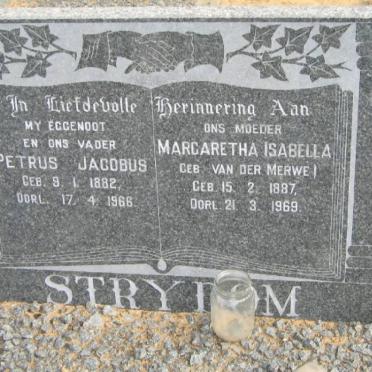 In Liefdevolle Herinnering Aan
MY EGGENOOT
EN ONS VADER
PETRUS JACOBUS
GEB. 9. 1. 1882,
OORL. 17. 4. 1966.
ONS MOEDER
MARGARETHA ISABELLA
(GEB. VAN DER MERWE)
GEB. 15. 2. 1887,
OORL. 21. 3. 1969.
STRYDOM